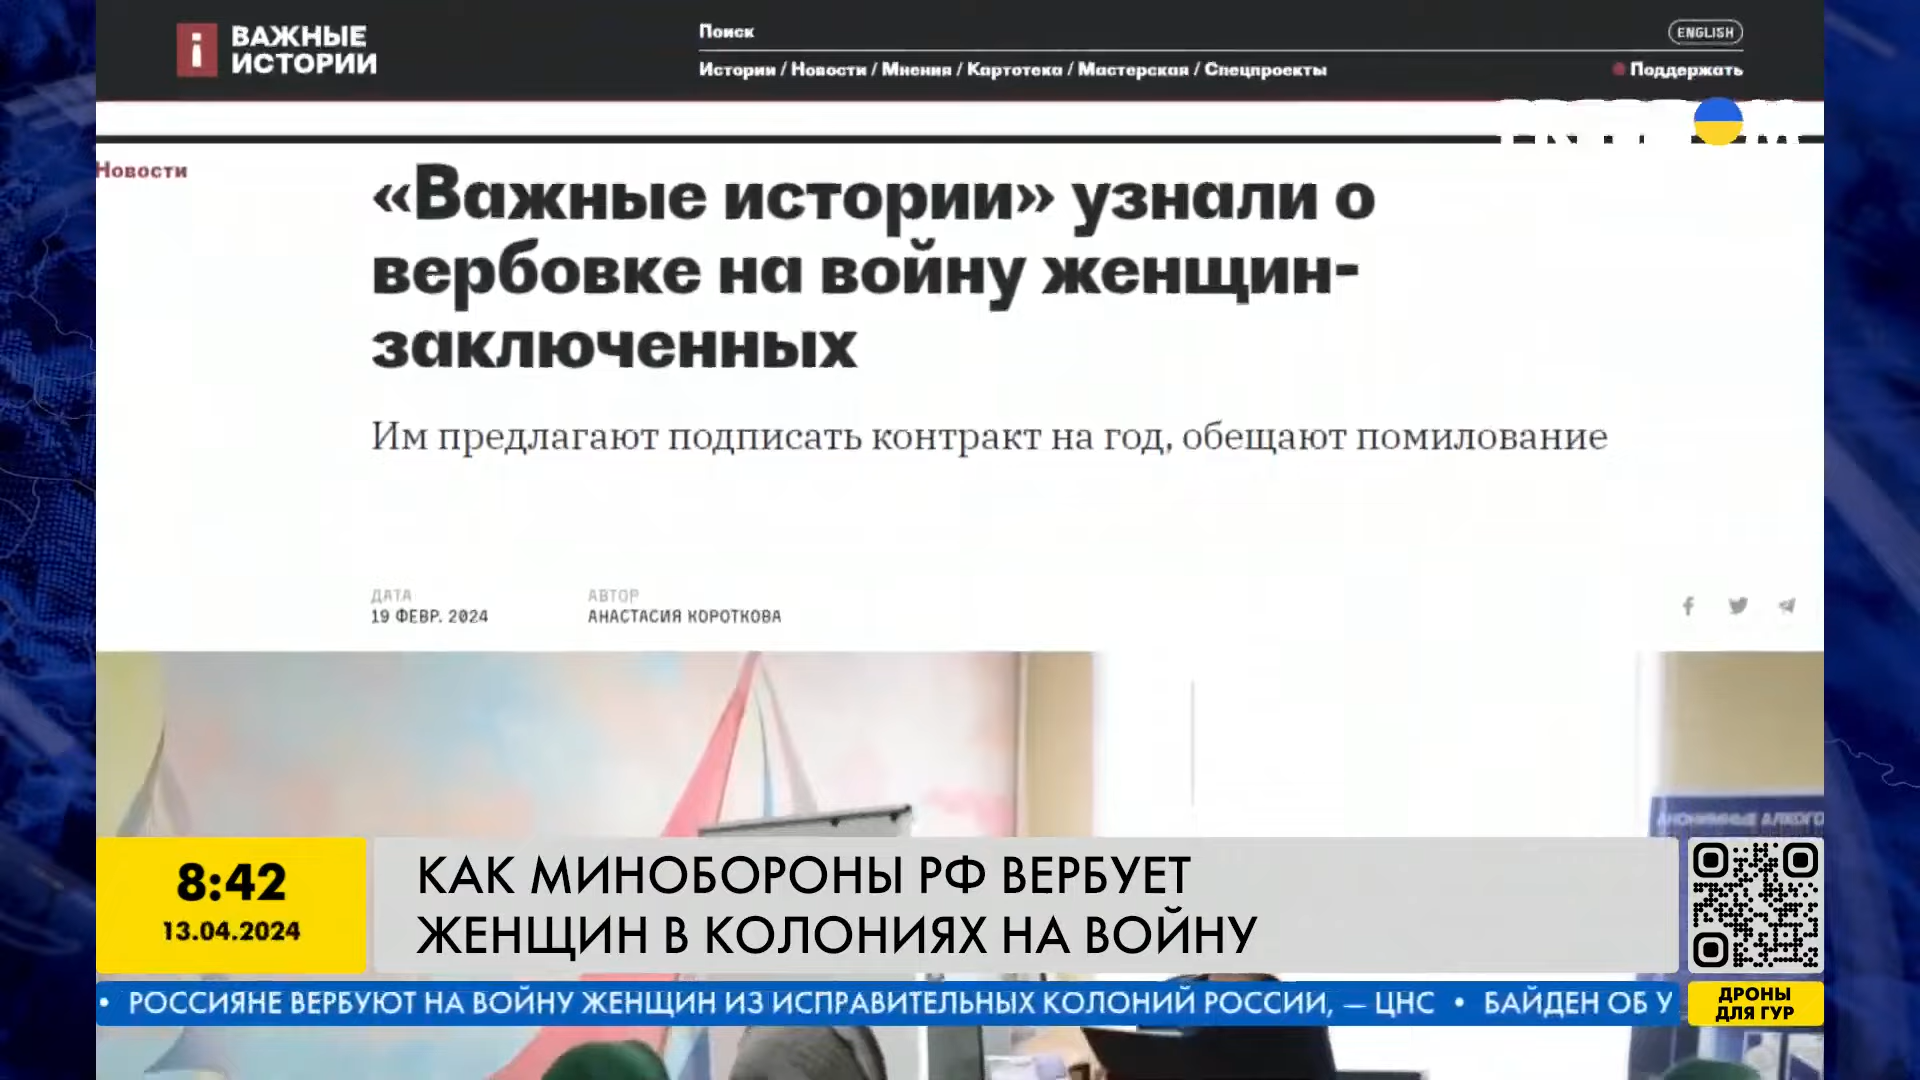 ВАЖНЫЕ
ИСТОРИИ
Поиск
ENGLISH
Истории / Новости / Мнения / Картотека / Мастерская / Спецпроекты
Поддержать
Новости
«Важные истории» узнали о
вербовке на войну женщин-
заключенных
Им предлагают подписать контракт на год, обещают помилование
ДАТА
19 ФЕВР. 2024
АВТОР
АНАСТАСИЯ КОРОТКОВА
АНОНИМНЫЕ АЛКОГО
8:42
13.04.2024
КАК МИНОБОРОНЫ РФ ВЕРБУЕТ
ЖЕНЩИН В КОЛОНИЯХ НА ВОЙНУ
• РОССИЯНЕ ВЕРБУЮТ НА ВОЙНУ ЖЕНЩИН ИЗ ИСПРАВИТЕЛЬНЫХ КОЛОНИЙ РОССИИ, — ЦНС • БАЙДЕН ОБ У
ДРОНЫ
ДЛЯ ГУР